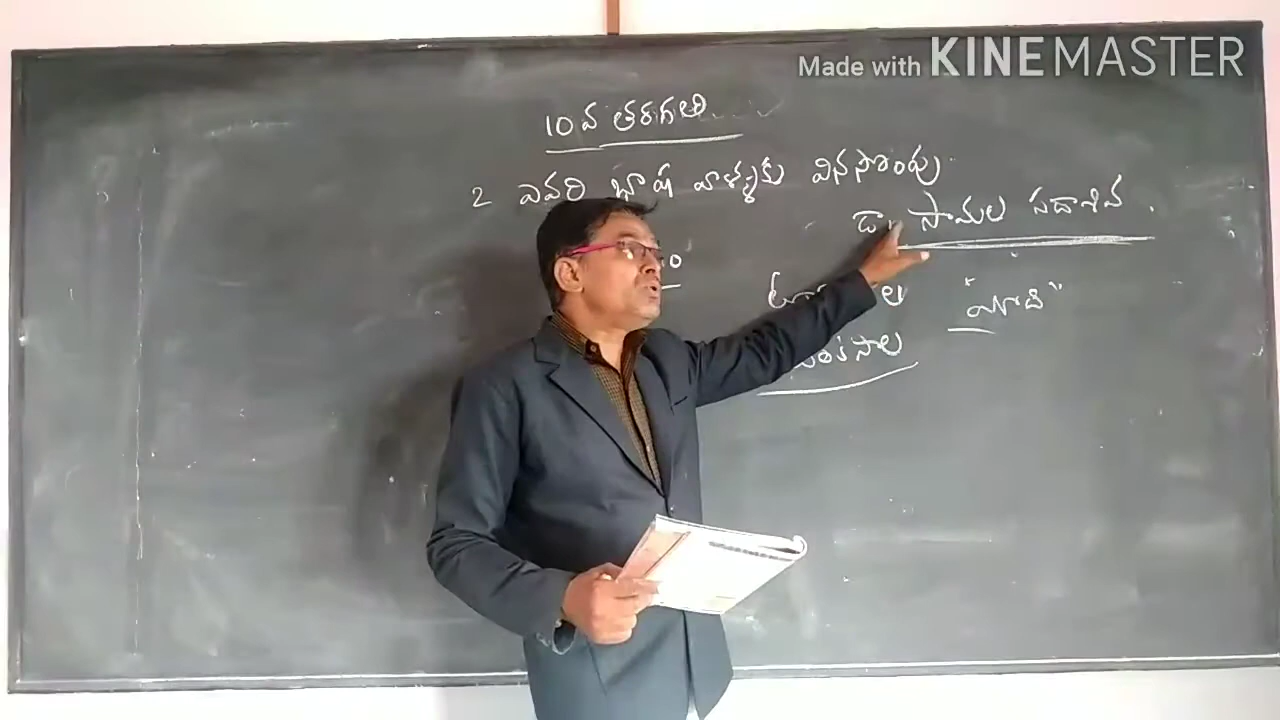 Made with KINEMASTER
10వ తరగతి
2 ఎవరి భాష వాళ్ళకు వినసొంపు
డా. సామల సదాశివ.
"యాది"